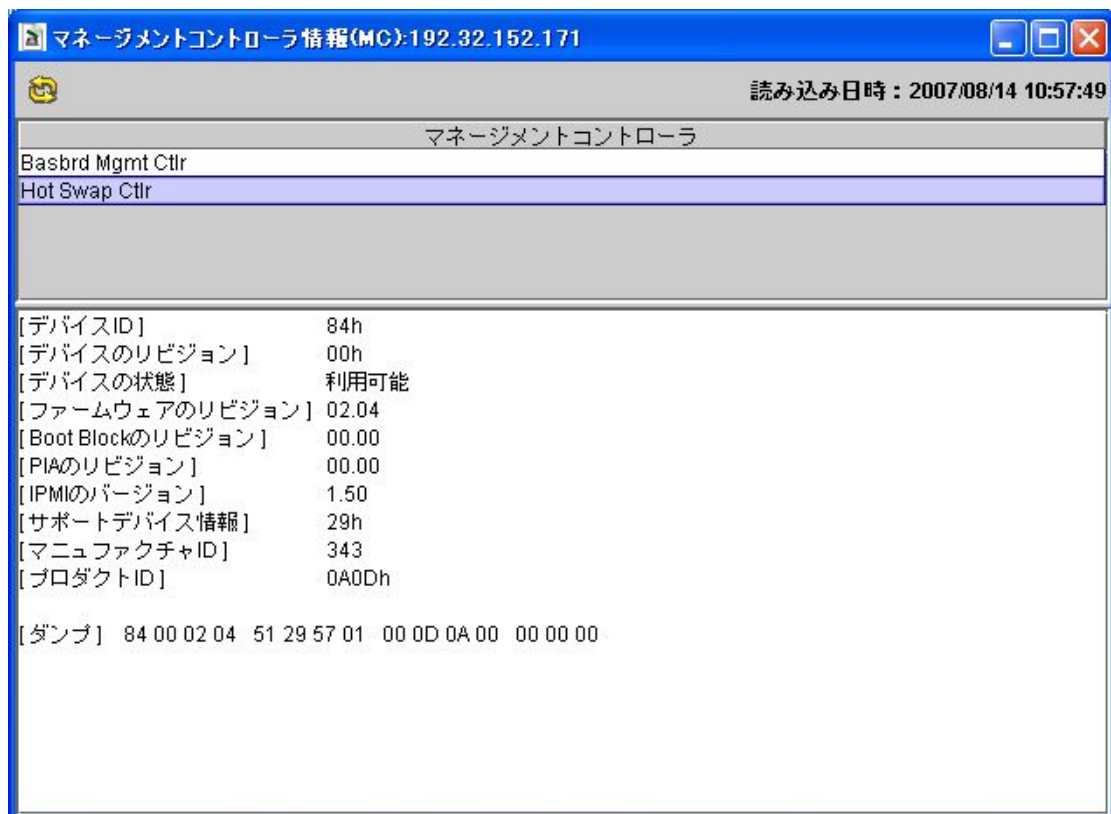 マネージメントコントローラ情報(MC):192.32.152.171
読み込み日時：2007/08/14 10:57:49
マネージメントコントローラ
Basbrd Mgmt Ctlr
Hot Swap Ctlr
[デバイスID] 84h
[デバイスのリビジョン] 00h
[デバイスの状態] 利用可能
[ファームウェアのリビジョン] 02.04
[Boot Blockのリビジョン] 00.00
[PIAのリビジョン] 00.00
[IPMIのバージョン] 1.50
[サポートデバイス情報] 29h
[マニュファクチャID] 343
[プロダクトID] 0A0Dh
[ダンプ] 84 00 02 04 51 29 57 01 00 0D 0A 00 00 00 00